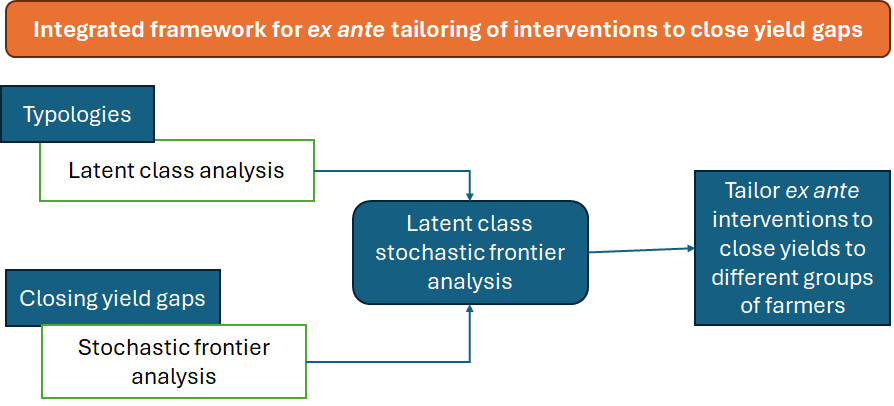 Integrated framework for ex ante tailoring of interventions to close yield gaps
Typologies
Latent class analysis
Closing yield gaps
Stochastic frontier
analysis
Latent class
stochastic frontier
analysis
Tailor ex ante
interventions to
close yields to
different groups
of farmers